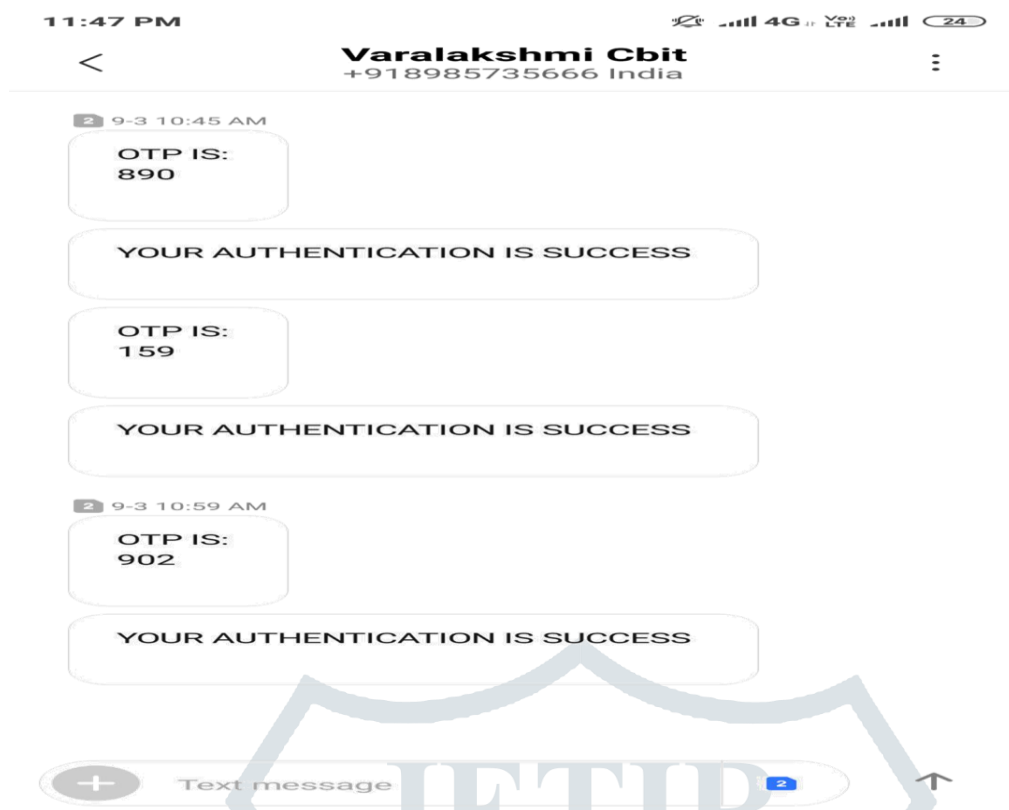 11:47 PM 4G Vo)) LTE 24
Varalakshmi Cbit
+918985735666 India
2 9-3 10:45 AM
OTP IS:
890
YOUR AUTHENTICATION IS SUCCESS
OTP IS:
159
YOUR AUTHENTICATION IS SUCCESS
2 9-3 10:59 AM
OTP IS:
902
YOUR AUTHENTICATION IS SUCCESS
Text message 2